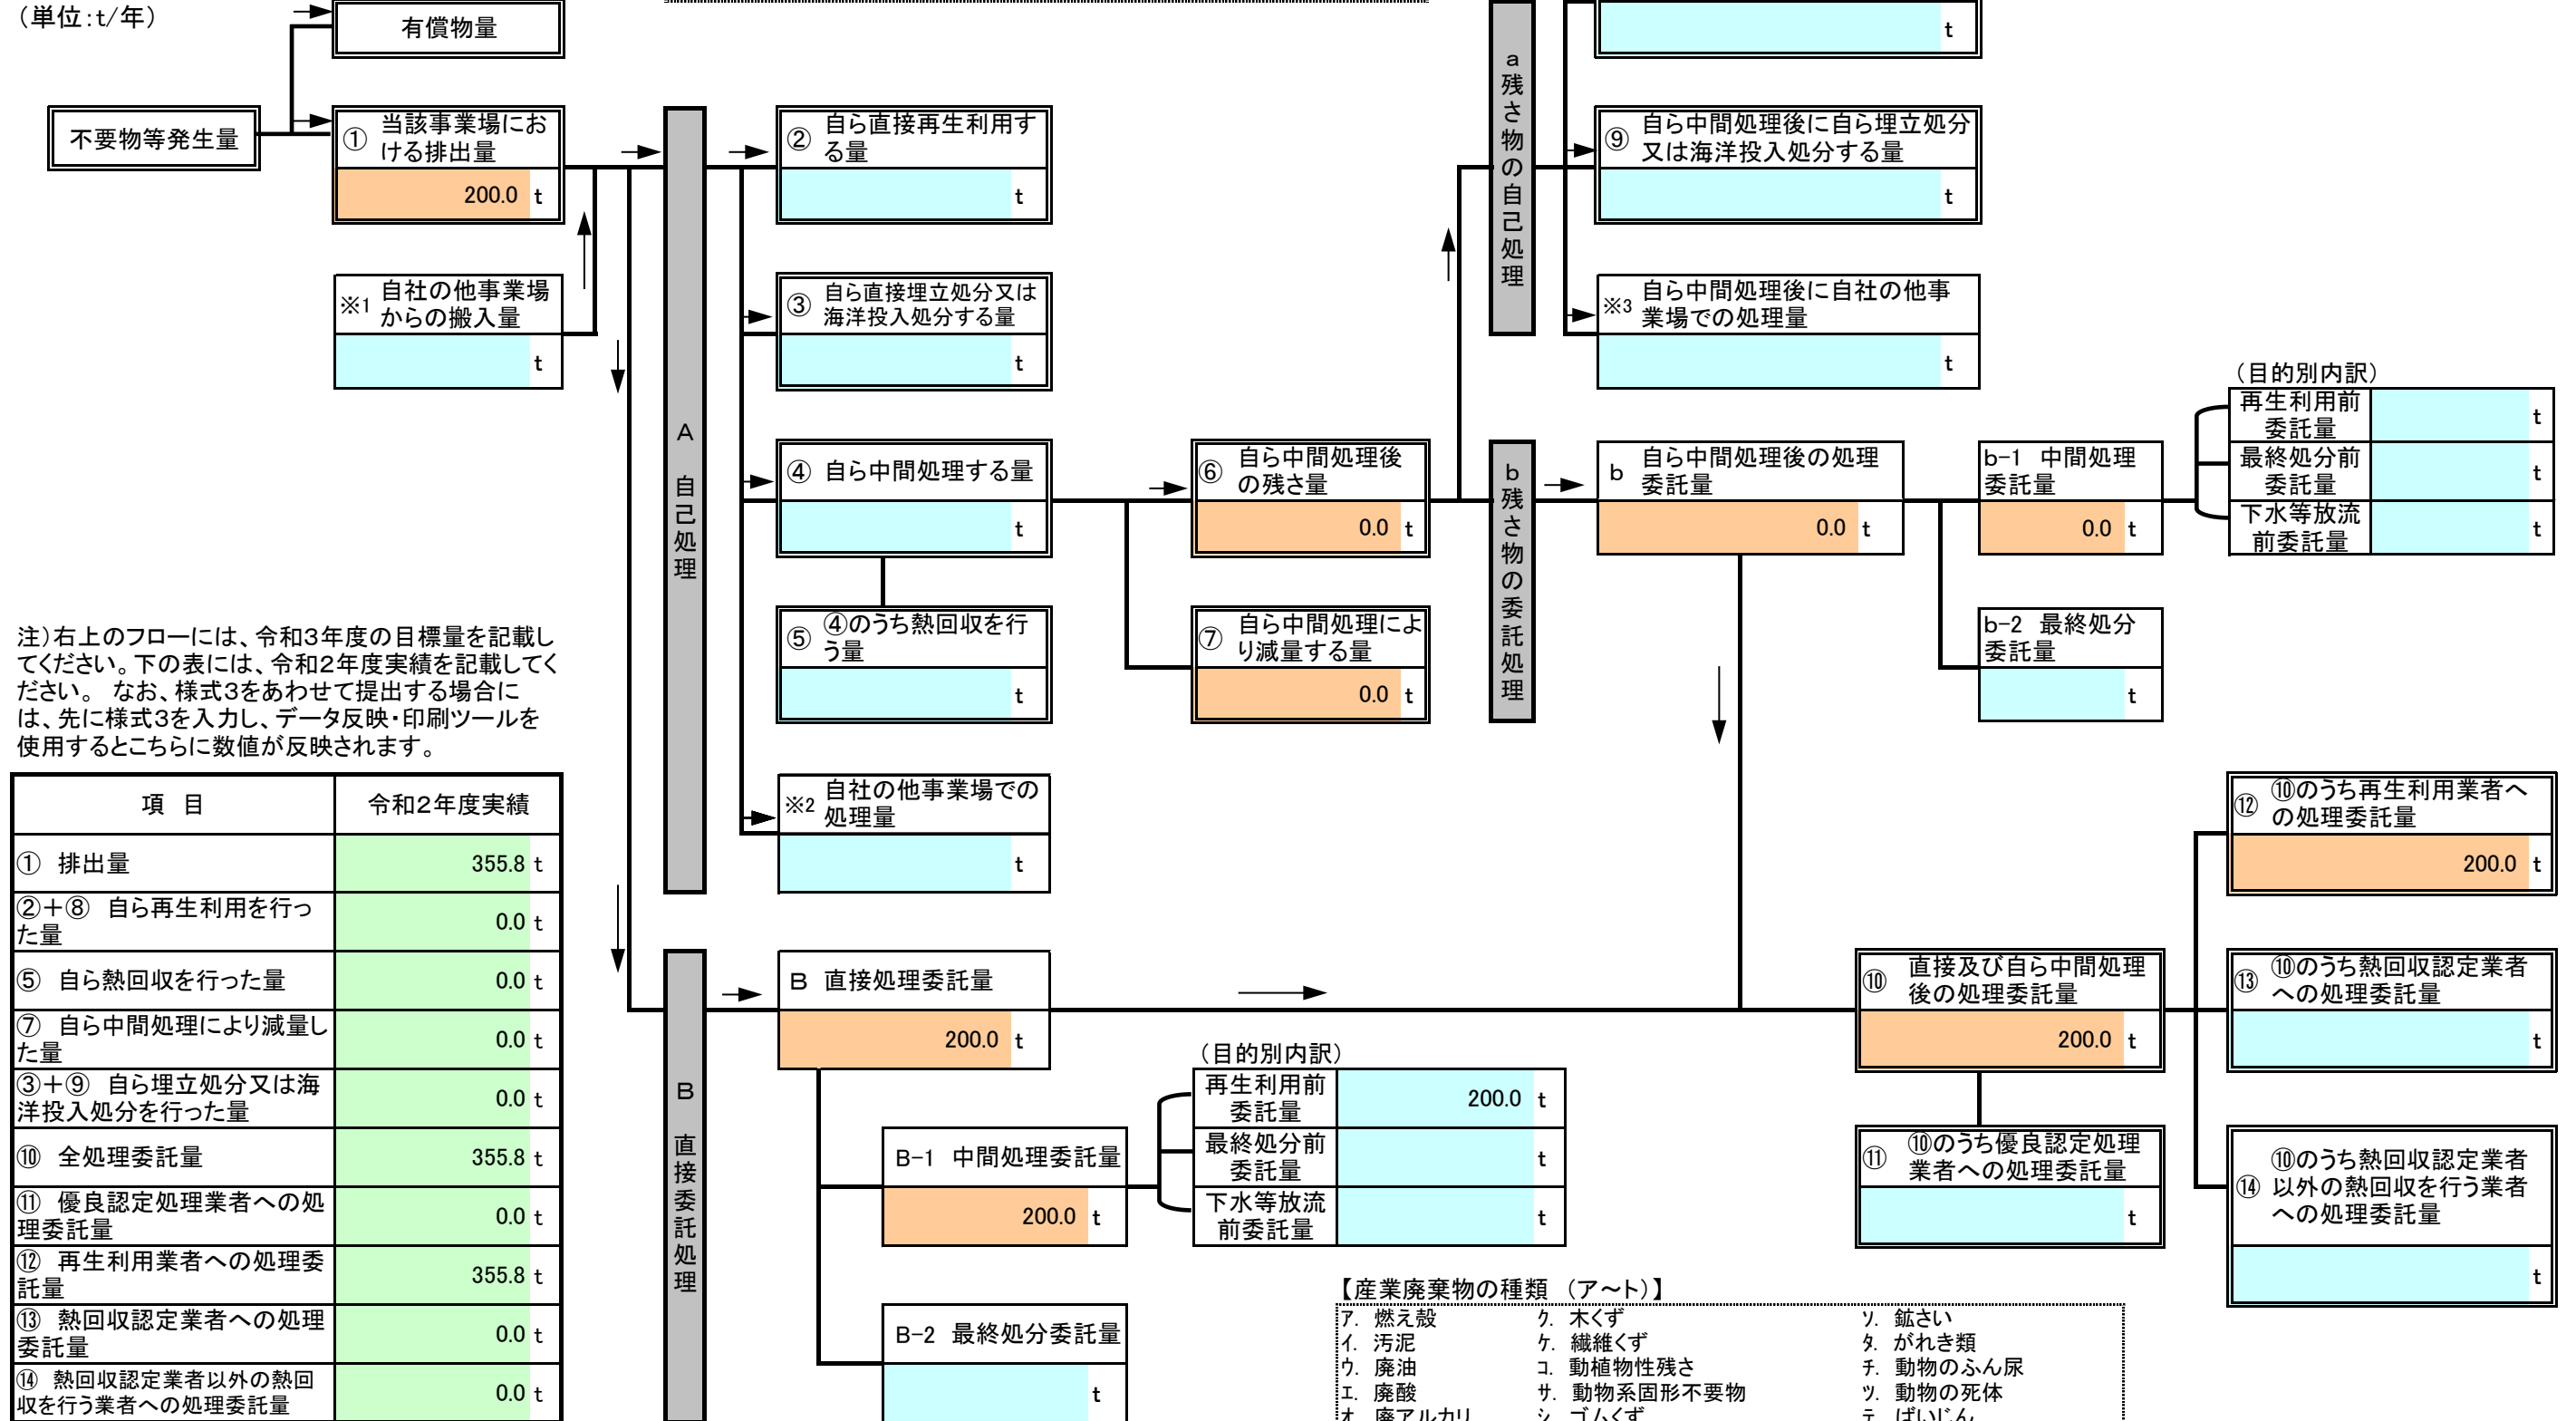 （単位：t/年）
有償物量
不要物等発生量
①
当該事業場にお
ける排出量
200.0 t
※1
自社の他事業場
からの搬入量
t
A 自己処理
②
自ら直接再生利用す
る量
t
③
自ら直接埋立処分又は
海洋投入処分する量
t
④ 自ら中間処理する量
t
⑤
④のうち熱回収を行
う量
t
※2
自社の他事業場での
処理量
t
⑥
自ら中間処理後
の残さ量
0.0 t
⑦
自ら中間処理によ
り減量する量
0.0 t
a 残さ物の自己処理
t
⑨
自ら中間処理後に自ら埋立処分
又は海洋投入処分する量
t
※3
自ら中間処理後に自社の他事
業場での処理量
t
b 残さ物の委託処理
b
自ら中間処理後の処理
委託量
0.0 t
b-1 中間処理
委託量
0.0 t
b-2 最終処分
委託量
t
（目的別内訳）
再生利用前
委託量
t
最終処分前
委託量
t
下水等放流
前委託量
t
注）右上のフローには、令和3年度の目標量を記載し
てください。下の表には、令和2年度実績を記載してく
ださい。 なお、様式3をあわせて提出する場合に
は、先に様式3を入力し、データ反映・印刷ツールを
使用するとこちらに数値が反映されます。
項 目 令和2年度実績
① 排出量 355.8 t
②＋⑧ 自ら再生利用を行っ
た量 0.0 t
⑤ 自ら熱回収を行った量 0.0 t
⑦ 自ら中間処理により減量し
た量 0.0 t
③＋⑨ 自ら埋立処分又は海
洋投入処分を行った量 0.0 t
⑩ 全処理委託量 355.8 t
⑪ 優良認定処理業者への処
理委託量 0.0 t
⑫ 再生利用業者への処理委
託量 355.8 t
⑬ 熱回収認定業者への処理
委託量 0.0 t
⑭ 熱回収認定業者以外の熱回
収を行う業者への処理委託量 0.0 t
B 直接委託処理
B 直接処理委託量
200.0 t
B-1 中間処理委託量
200.0 t
B-2 最終処分委託量
t
（目的別内訳）
再生利用前
委託量
200.0 t
最終処分前
委託量
t
下水等放流
前委託量
t
⑩
直接及び自ら中間処理
後の処理委託量
200.0 t
⑪
⑩のうち優良認定処理
業者への処理委託量
t
⑫
⑩のうち再生利用業者へ
の処理委託量
200.0 t
⑬
⑩のうち熱回収認定業者
への処理委託量
t
⑭
⑩のうち熱回収認定業者
以外の熱回収を行う業者
への処理委託量
t
【産業廃棄物の種類 （ア～ト）】
ｱ. 燃え殻 ｸ. 木くず ｿ. 鉱さい
ｲ. 汚泥 ｹ. 繊維くず ﾀ. がれき類
ｳ. 廃油 ｺ. 動植物性残さ ﾁ. 動物のふん尿
ｴ. 廃酸 ｻ. 動物系固形不要物 ﾂ. 動物の死体
ｵ. 廃アルカリ ｼ. ゴムくず ﾃ. ばいじん